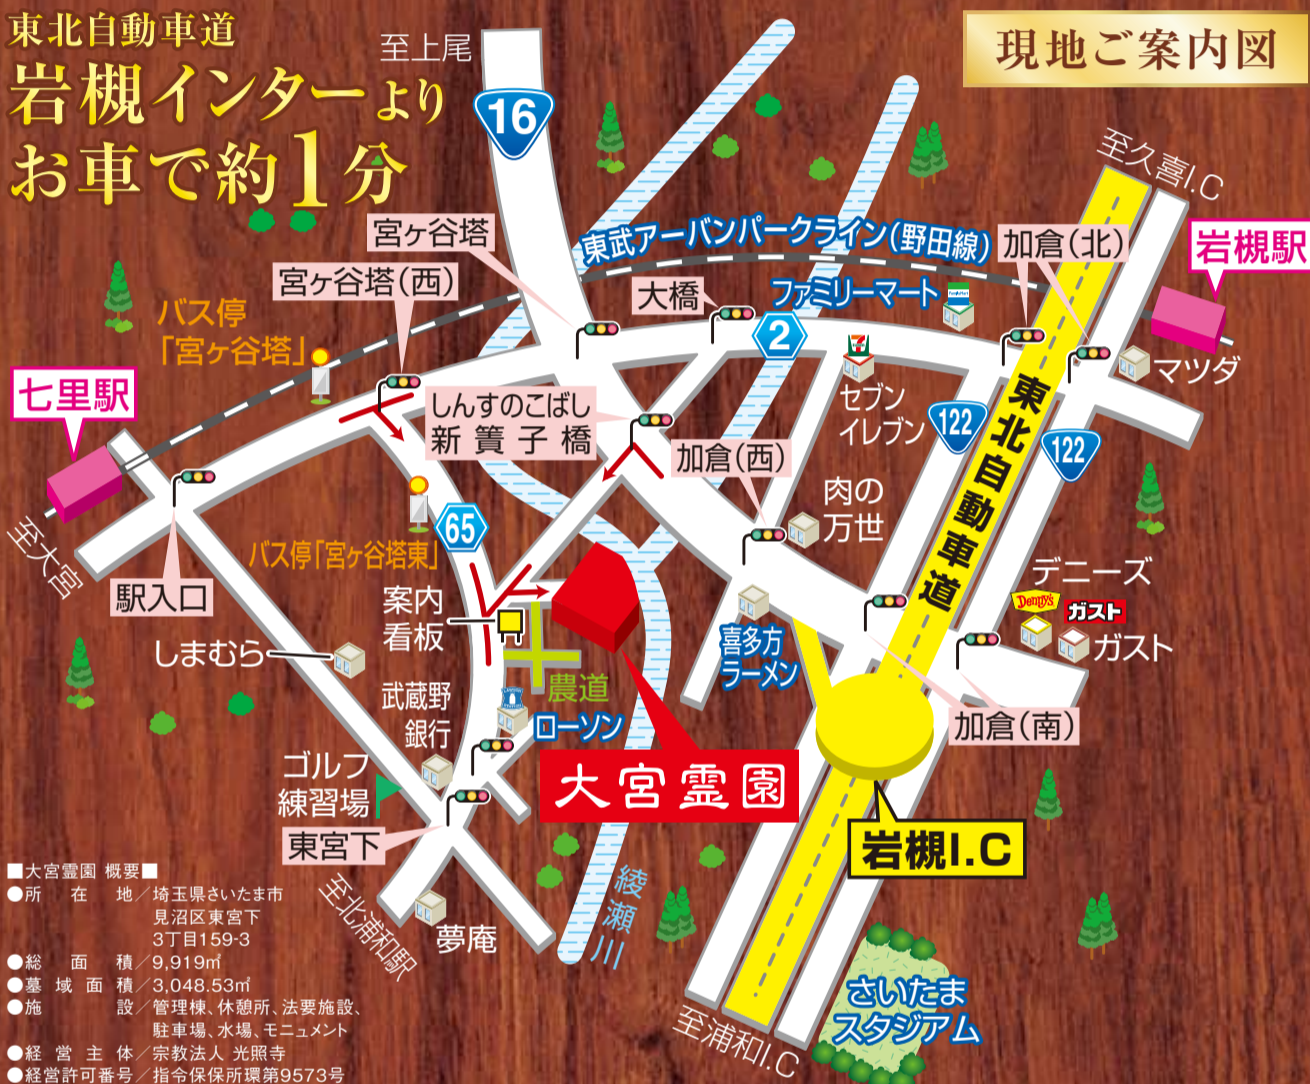 東北自動車道
岩槻インターより
お車で約1分
現地ご案内図
至上尾
16
至久喜I.C
宮ヶ谷塔
東武アーバンパークライン(野田線)
加倉(北)
岩槻駅
宮ヶ谷塔(西)
大橋
ファミリーマート
FamilyMart
バス停
「宮ヶ谷塔」
2
7
マツダ
七里駅
しんすのこばし
新簀子橋
セブン
イレブン
122
東北自動車道
122
加倉(西)
肉の
万世
至大宮
65
バス停「宮ヶ谷塔東」
駅入口
案内
看板
デニーズ
Denny's
ガスト
ガスト
しまむら
喜多方
ラーメン
農道
武蔵野
銀行
ローソン
加倉(南)
ゴルフ
練習場
大宮霊園
東宮下
岩槻I.C
至北浦和駅
夢庵
綾瀬川
さいたま
スタジアム
至浦和I.C
■大宮霊園 概要■
●所在地/埼玉県さいたま市
見沼区東宮下
3丁目159-3
●総面積/9,919㎡
●墓域面積/3,048.53㎡
●施設/管理棟、休憩所、法要施設、
駐車場、水場、モニュメント
●経営主体/宗教法人 光照寺
●経営許可番号/指令保保所環第9573号